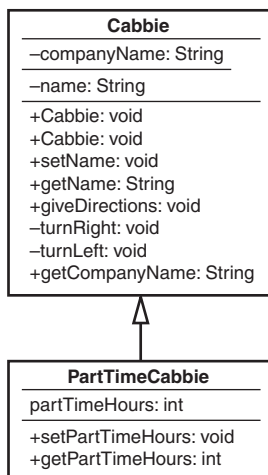 Cabbie
–companyName: String
–name: String
+Cabbie: void
+Cabbie: void
+setName: void
+getName: String
+giveDirections: void
–turnRight: void
–turnLeft: void
+getCompanyName: String
PartTimeCabbie
partTimeHours: int
+setPartTimeHours: void
+getPartTimeHours: int